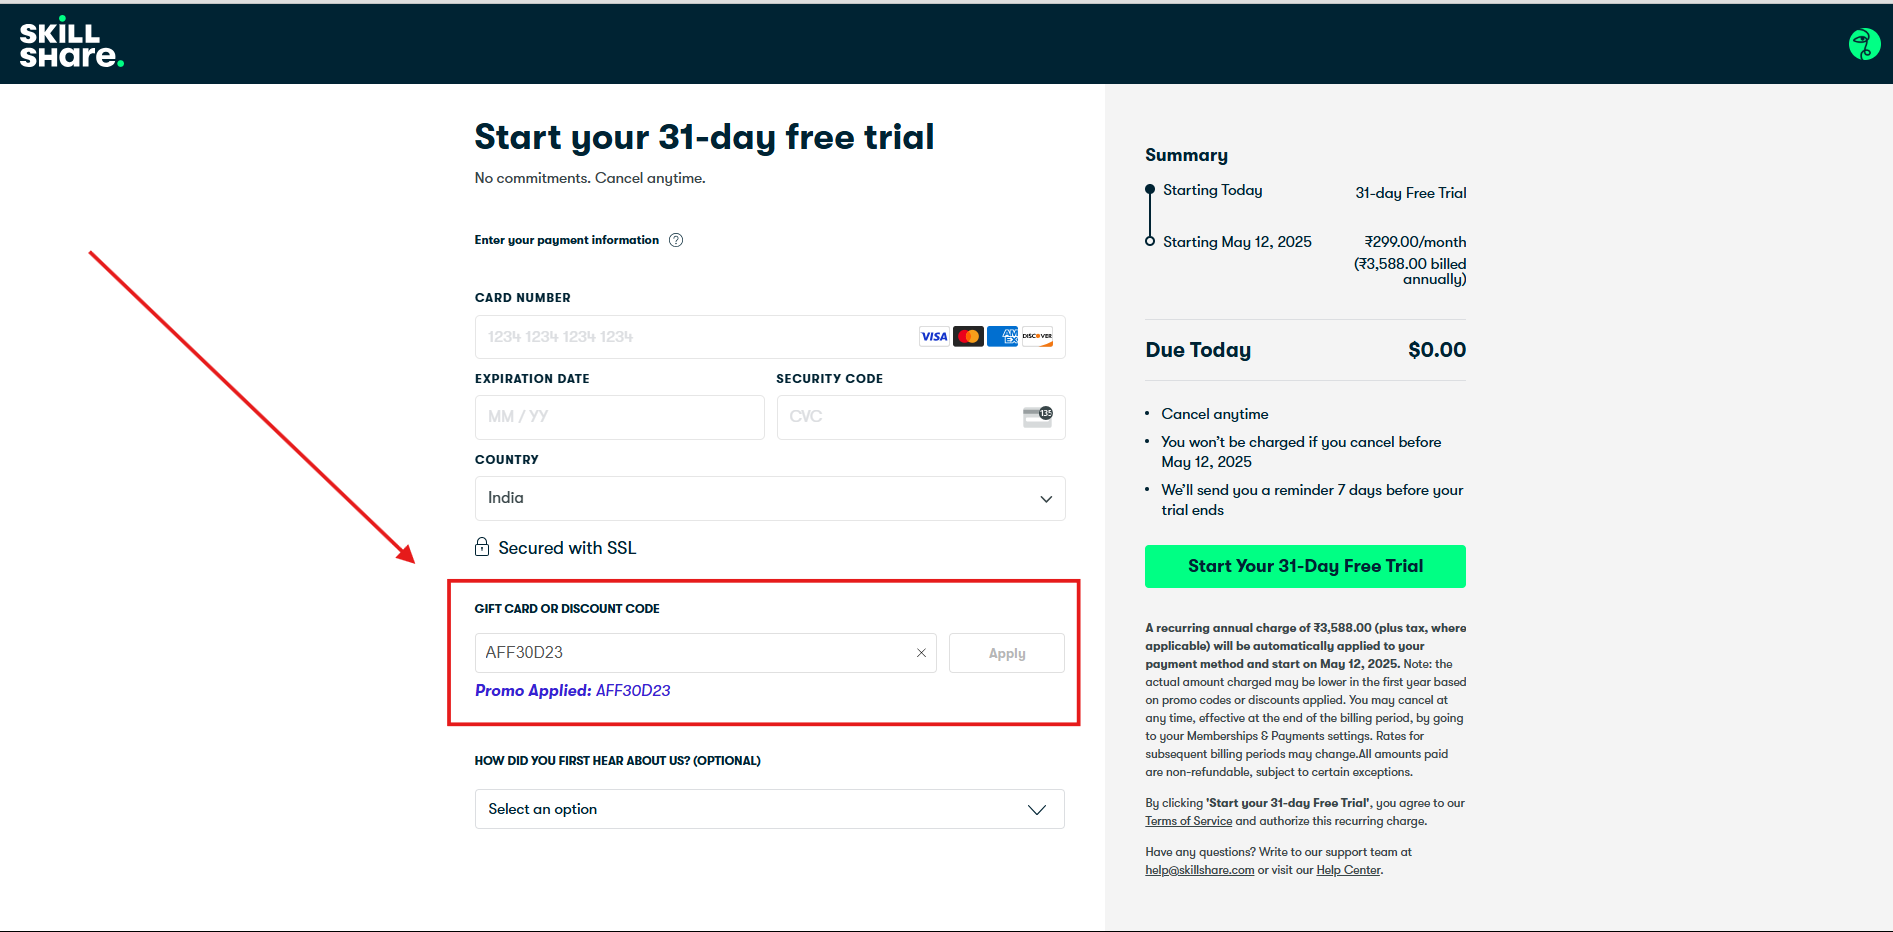 SKILL
SHare.
Start your 31-day free trial
No commitments. Cancel anytime.
Enter your payment information ?
CARD NUMBER
1234 1234 1234 1234 VISA AM EX DISCOVER
EXPIRATION DATE SECURITY CODE
MM / YY CVC 135
COUNTRY
India
Secured with SSL
GIFT CARD OR DISCOUNT CODE
AFF30D23 × Apply
Promo Applied: AFF30D23
HOW DID YOU FIRST HEAR ABOUT US? (OPTIONAL)
Select an option
Summary
Starting Today 31-day Free Trial
Starting May 12, 2025 ₹299.00/month
(₹3,588.00 billed
annually)
Due Today $0.00
• Cancel anytime
• You won't be charged if you cancel before
May 12, 2025
• We'll send you a reminder 7 days before your
trial ends
Start Your 31-Day Free Trial
A recurring annual charge of ₹3,588.00 (plus tax, where
applicable) will be automatically applied to your
payment method and start on May 12, 2025. Note: the
actual amount charged may be lower in the first year based
on promo codes or discounts applied. You may cancel at
any time, effective at the end of the billing period, by going
to your Memberships & Payments settings. Rates for
subsequent billing periods may change.All amounts paid
are non-refundable, subject to certain exceptions.
By clicking 'Start your 31-day Free Trial', you agree to our
Terms of Service and authorize this recurring charge.
Have any questions? Write to our support team at
help@skillshare.com or visit our Help Center.